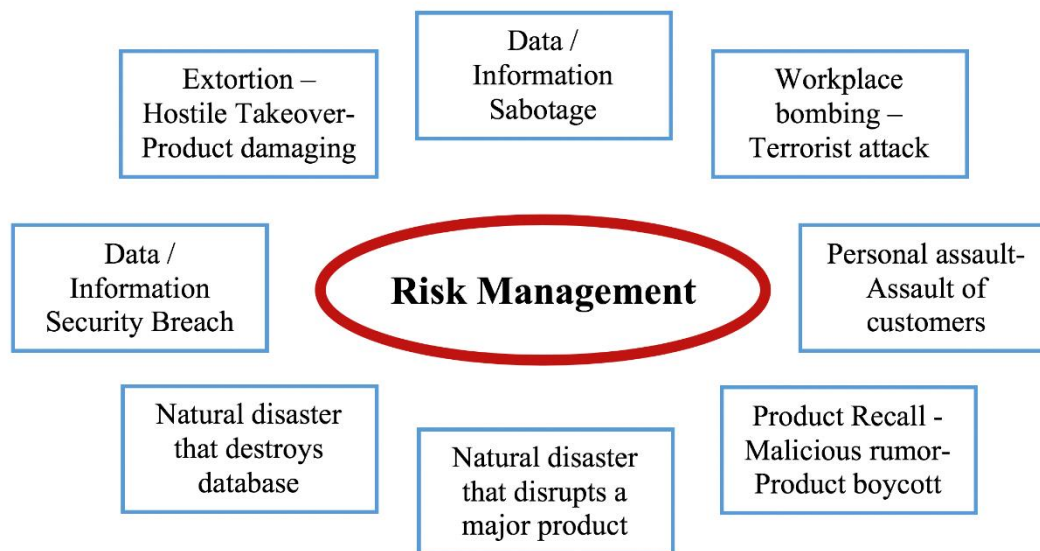 Data /
Information
Sabotage
Extortion –
Hostile Takeover-
Product damaging
Workplace
bombing –
Terrorist attack
Data /
Information
Security Breach
Risk Management
Personal assault-
Assault of
customers
Natural disaster
that destroys
database
Natural disaster
that disrupts a
major product
Product Recall -
Malicious rumor-
Product boycott